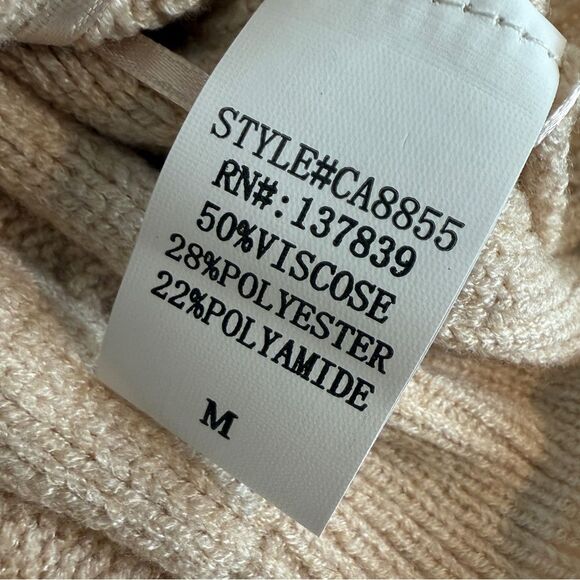 STYLE#CA8855
RN#:137839
50%VISCOSE
28%POLYESTER
22%POLYAMIDE
M